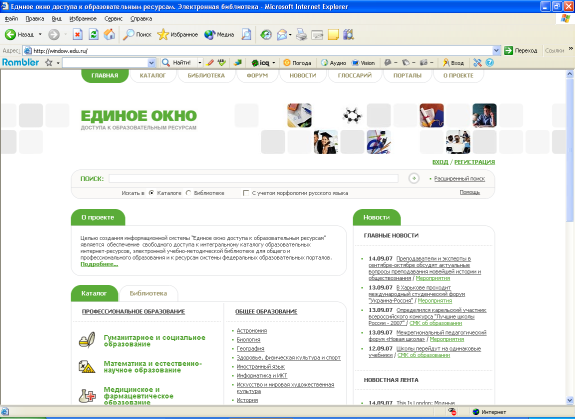 Единое окно доступа к образовательным ресурсам. Электронная библиотека - Microsoft Internet Explorer
Файл Правка Вид Избранное Сервис Справка
Назад Поиск Избранное Медиа
Адрес: http://window.edu.ru/ Переход Ссылки
Rambler Найти! icq Погода Аудио Vision Вход
ГЛАВНАЯ КАТАЛОГ БИБЛИОТЕКА ФОРУМ НОВОСТИ ГЛОССАРИЙ ПОРТАЛЫ О ПРОЕКТЕ
ЕДИНОЕ ОКНО
ДОСТУПА К ОБРАЗОВАТЕЛЬНЫМ РЕСУРСАМ
ВХОД / РЕГИСТРАЦИЯ
ПОИСК: Расширенный поиск
Искать в Каталоге Библиотеке С учетом морфологии русского языка Помощь
О проекте
Целью создания информационной системы "Единое окно доступа к образовательным ресурсам"
является обеспечение свободного доступа к интегральному каталогу образовательных
интернет-ресурсов, электронной учебно-методической библиотеке для общего и
профессионального образования и к ресурсам системы федеральных образовательных порталов.
Подробнее...
Каталог Библиотека
ПРОФЕССИОНАЛЬНОЕ ОБРАЗОВАНИЕ
Гуманитарное и социальное
образование
Математика и естественно-
научное образование
Медицинское и
фармацевтическое
образование
ОБЩЕЕ ОБРАЗОВАНИЕ
Астрономия
Биология
География
Здоровье, физическая культура и спорт
Иностранный язык
Информатика и ИКТ
Искусство и мировая художественная
культура
История
Новости
ГЛАВНЫЕ НОВОСТИ
14.09.07 Преподаватели и эксперты в
сентябре-октябре обсудят актуальные
вопросы преподавания новейшей истории и
обществознания / Мероприятия
13.09.07 В Харькове проходит
международный студенческий форум
"Украина-Россия" / Мероприятия
13.09.07 Определился карельский участник
всероссийского конкурса "Лучшие школы
России - 2007" / СМК об образовании
13.09.07 Межрегиональный педагогический
форум «Новая школа» / Мероприятия
12.09.07 Школы перейдут на одинаковые
учебники / СМК об образовании
НОВОСТНАЯ ЛЕНТА
14.09.07 This Is London: Модные
Интернет